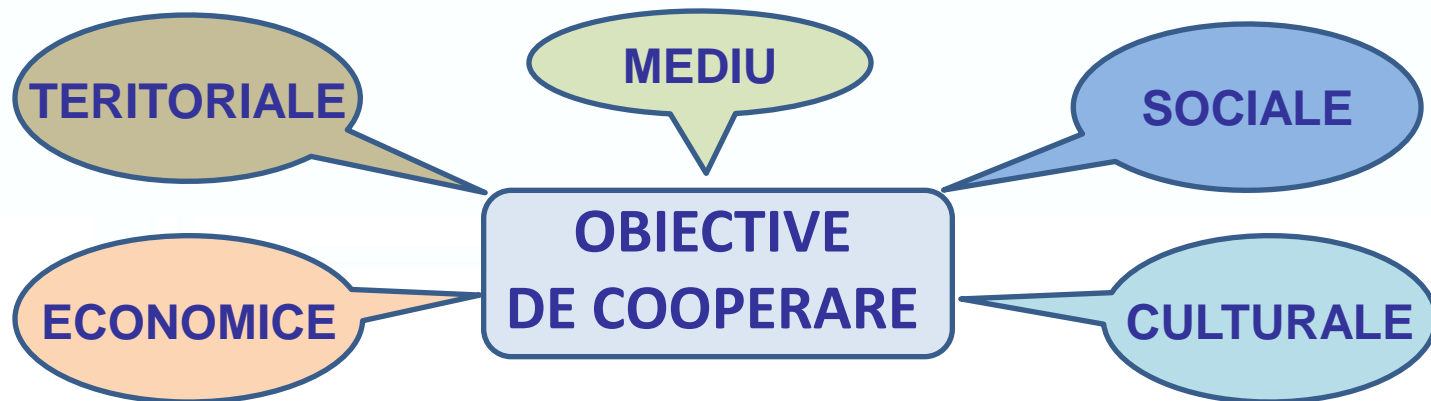 TERITORIALE
MEDIU
SOCIALE
OBIECTIVE
DE COOPERARE
ECONOMICE
CULTURALE